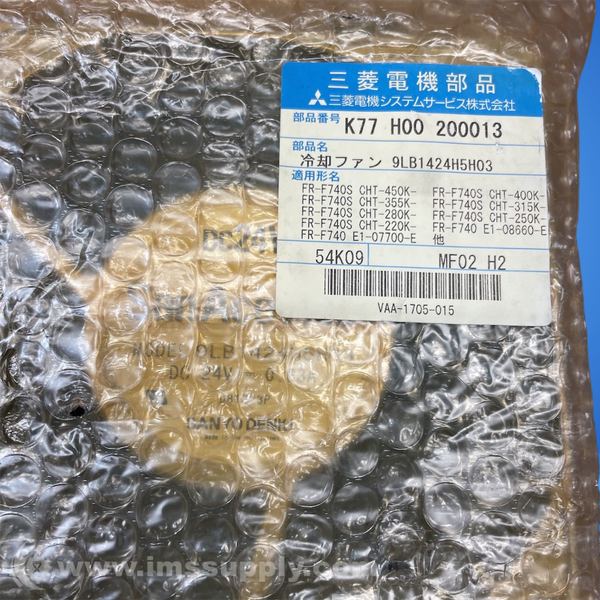 三菱電機部品
三菱電機システムサービス株式会社
部品番号 K77 H00 200013
部品名
冷却ファン 9LB1424H5H03
適用形名
FR-F740S CHT-450K- FR-F740S CHT-400K-
FR-F740S CHT-355K- FR-F740S CHT-315K-
FR-F740S CHT-280K- FR-F740S CHT-250K-
FR-F740S CHT-220K- FR-F740 E1-08660-E
FR-F740 E1-07700-E 他
54K09 MF02 H2
VAA-1705-015
DC24V
MODEL 9LB
DC 24V 0
SANYO DENKI
www.imssupply.com